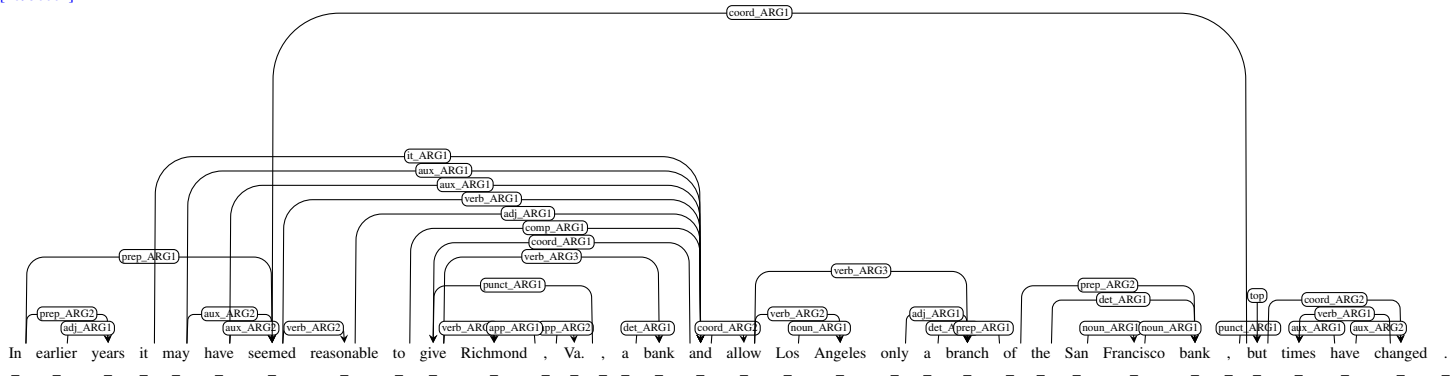 coord_ARG1
it_ARG1
aux_ARG1
aux_ARG1
verb_ARG1
adj_ARG1
comp_ARG1
coord_ARG1
prep_ARG1 verb_ARG3
verb_ARG3
punct_ARG1 prep_ARG2
top
det_ARG1 coord_ARG2
prep_ARG2 aux_ARG2 verb_ARG2 adj_ARG1 verb_ARG1
adj_ARG1 aux_ARG2 verb_ARG2 app_ARG1 det_ARG1 coord_ARG2 noun_ARG1 prep_ARG1 noun_ARG1 noun_ARG1 punct_ARG1 aux_ARG1 aux_ARG2
In earlier years it may have seemed reasonable to give Richmond , Va. , a bank and allow Los Angeles only a branch of the San Francisco bank , but times have changed .